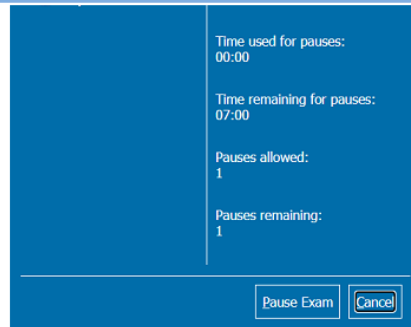 Time used for pauses:
00:00
Time remaining for pauses:
07:00
Pauses allowed:
1
Pauses remaining:
1
Pause Exam
Cancel